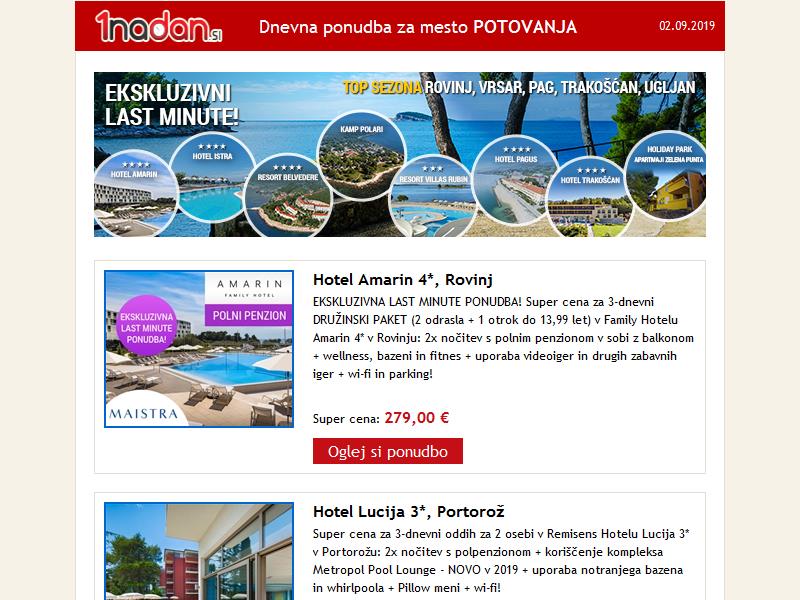 1nadan.si
Dnevna ponudba za mesto POTOVANJA
02.09.2019
EKSKLUZIVNI
LAST MINUTE!
TOP SEZONA ROVINJ, VRSAR, PAG, TRAKOŠĆAN, UGLJAN
HOTEL AMARIN
HOTEL ISTRA
RESORT BELVEDERE
KAMP POLARI
RESORT VILLAS RUBIN
HOTEL PAGUS
HOTEL TRAKOŠĆAN
HOLIDAY PARK
APARTMAJI ZELENA PUNTA
AMARIN
FAMILY HOTEL
POLNI PENZION
EKSKLUZIVNA
LAST MINUTE
PONUDBA!
MAISTRA
Hotel Amarin 4*, Rovinj
EKSKLUZIVNA LAST MINUTE PONUDBA! Super cena za 3-dnevni
DRUŽINSKI PAKET (2 odrasla + 1 otrok do 13,99 let) v Family Hotelu
Amarin 4* v Rovinju: 2x nočitev s polnim penzionom v sobi z balkonom
+ wellness, bazeni in fitnes + uporaba videoiger in drugih zabavnih
iger + wi-fi in parking!
Super cena: 279,00 €
Oglej si ponudbo
Hotel Lucija 3*, Portorož
Super cena za 3-dnevni oddih za 2 osebi v Remisens Hotelu Lucija 3*
v Portorožu: 2x nočitev s polpenzionom + koriščenje kompleksa
Metropol Pool Lounge - NOVO v 2019 + uporaba notranjega bazena
in whirlpoola + Pillow meni + wi-fi!